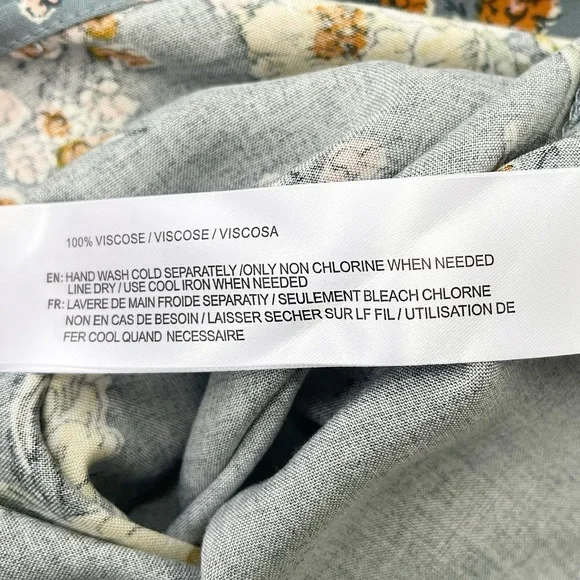 100% VISCOSE / VISCOSE / VISCOSA
EN: HAND WASH COLD SEPARATELY /ONLY NON CHLORINE WHEN NEEDED
LINE DRY / USE COOL IRON WHEN NEEDED
FR: LAVERE DE MAIN FROIDE SEPARATIY / SEULEMENT BLEACH CHLORNE
NON EN CAS DE BESOIN / LAISSER SECHER SUR LF FIL / UTILISATION DE
FER COOL QUAND NECESSAIRE